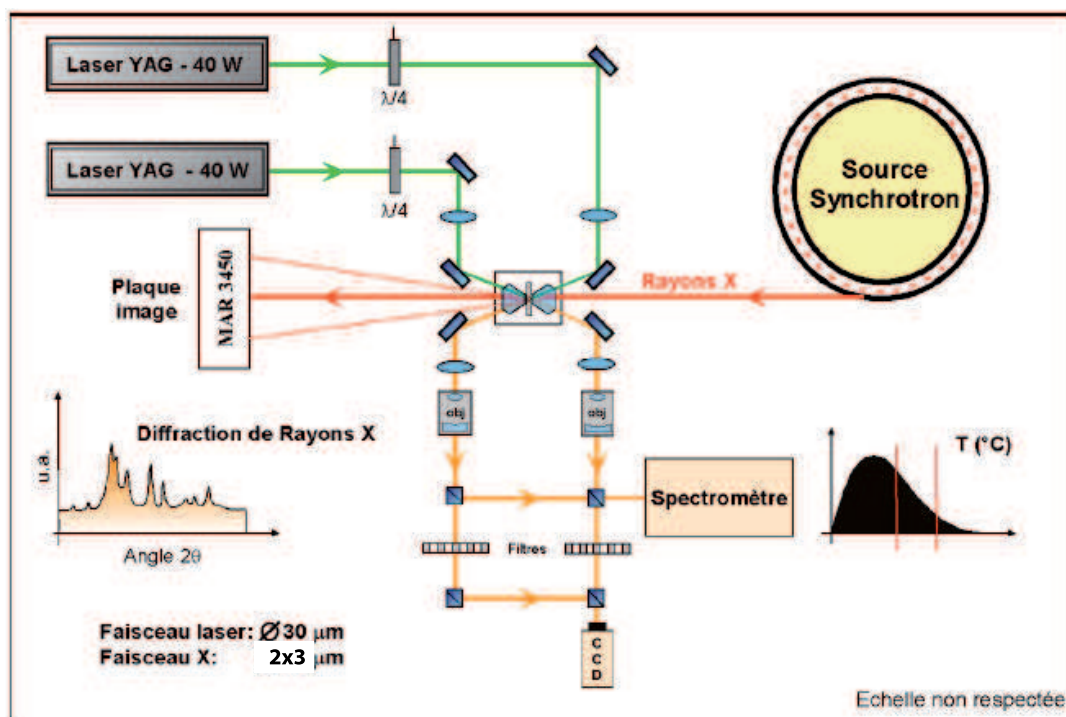 Laser YAG - 40 W
λ/4
Laser YAG - 40 W
λ/4
Source
Synchrotron
Plaque
image
MAR 3450
Rayons X
obj
obj
Diffraction de Rayons X
u.a.
Angle 2θ
Spectromètre
T (°C)
Filtres
Faisceau laser: Ø 30 μm
Faisceau X: 2x3 μm
CCD
Echelle non respectée